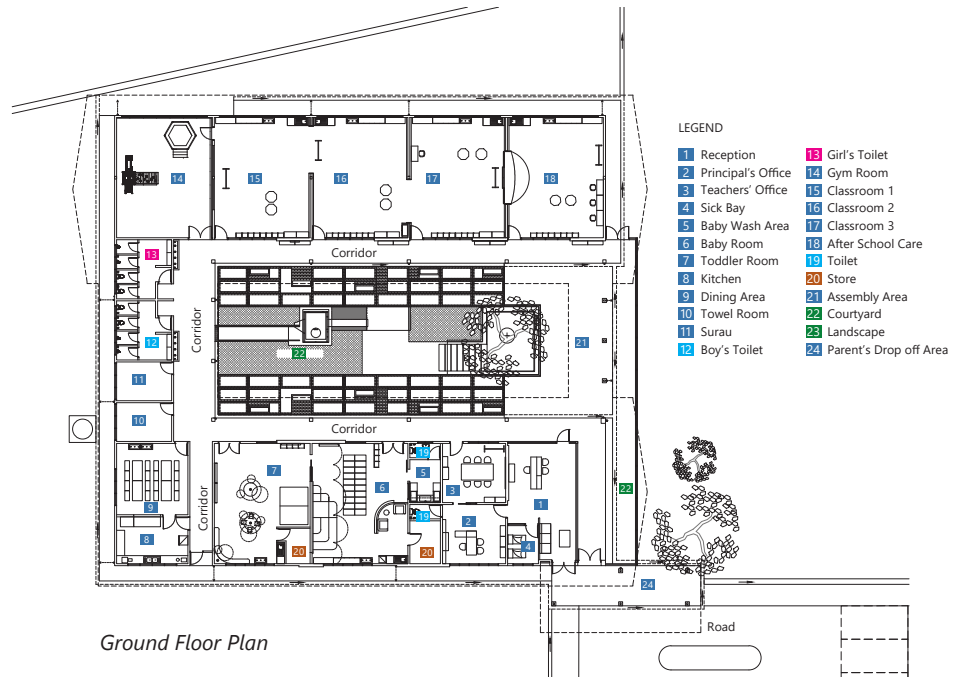 LEGEND
1 Reception
2 Principal's Office
3 Teachers' Office
4 Sick Bay
5 Baby Wash Area
6 Baby Room
7 Toddler Room
8 Kitchen
9 Dining Area
10 Towel Room
11 Surau
12 Boy's Toilet
13 Girl's Toilet
14 Gym Room
15 Classroom 1
16 Classroom 2
17 Classroom 3
18 After School Care
19 Toilet
20 Store
21 Assembly Area
22 Courtyard
23 Landscape
24 Parent's Drop off Area
14
15
16
17
18
13
Corridor
Corridor
12
22
21
11
10
Corridor
Corridor
9
8
7
6
19
5
3
1
22
19
2
4
20
20
24
Road
Ground Floor Plan